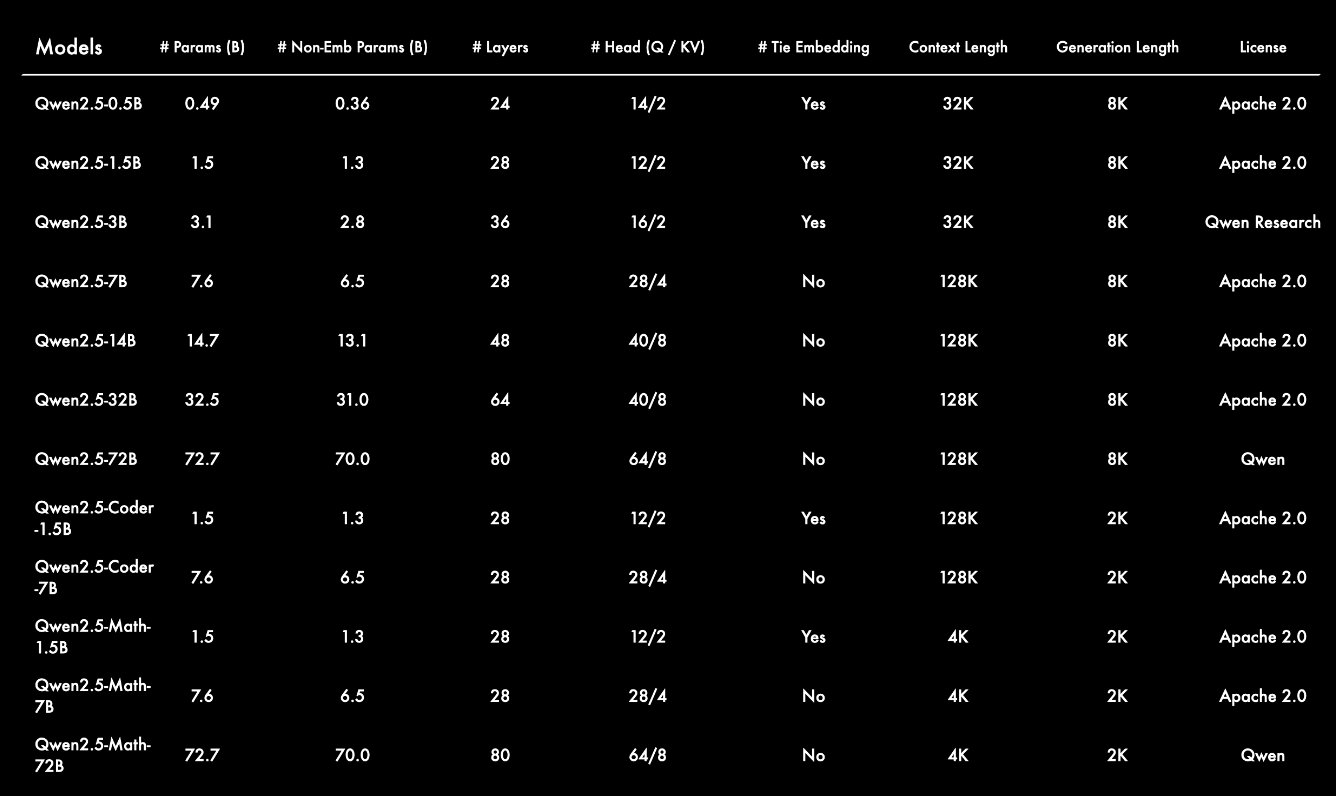 Models # Params (B) # Non-Emb Params (B) # Layers # Head (Q / KV) # Tie Embedding Context Length Generation Length License
Qwen2.5-0.5B 0.49 0.36 24 14/2 Yes 32K 8K Apache 2.0
Qwen2.5-1.5B 1.5 1.3 28 12/2 Yes 32K 8K Apache 2.0
Qwen2.5-3B 3.1 2.8 36 16/2 Yes 32K 8K Qwen Research
Qwen2.5-7B 7.6 6.5 28 28/4 No 128K 8K Apache 2.0
Qwen2.5-14B 14.7 13.1 48 40/8 No 128K 8K Apache 2.0
Qwen2.5-32B 32.5 31.0 64 40/8 No 128K 8K Apache 2.0
Qwen2.5-72B 72.7 70.0 80 64/8 No 128K 8K Qwen
Qwen2.5-Coder
-1.5B 1.5 1.3 28 12/2 Yes 128K 2K Apache 2.0
Qwen2.5-Coder
-7B 7.6 6.5 28 28/4 No 128K 2K Apache 2.0
Qwen2.5-Math-
1.5B 1.5 1.3 28 12/2 Yes 4K 2K Apache 2.0
Qwen2.5-Math-
7B 7.6 6.5 28 28/4 No 4K 2K Apache 2.0
Qwen2.5-Math-
72B 72.7 70.0 80 64/8 No 4K 2K Qwen